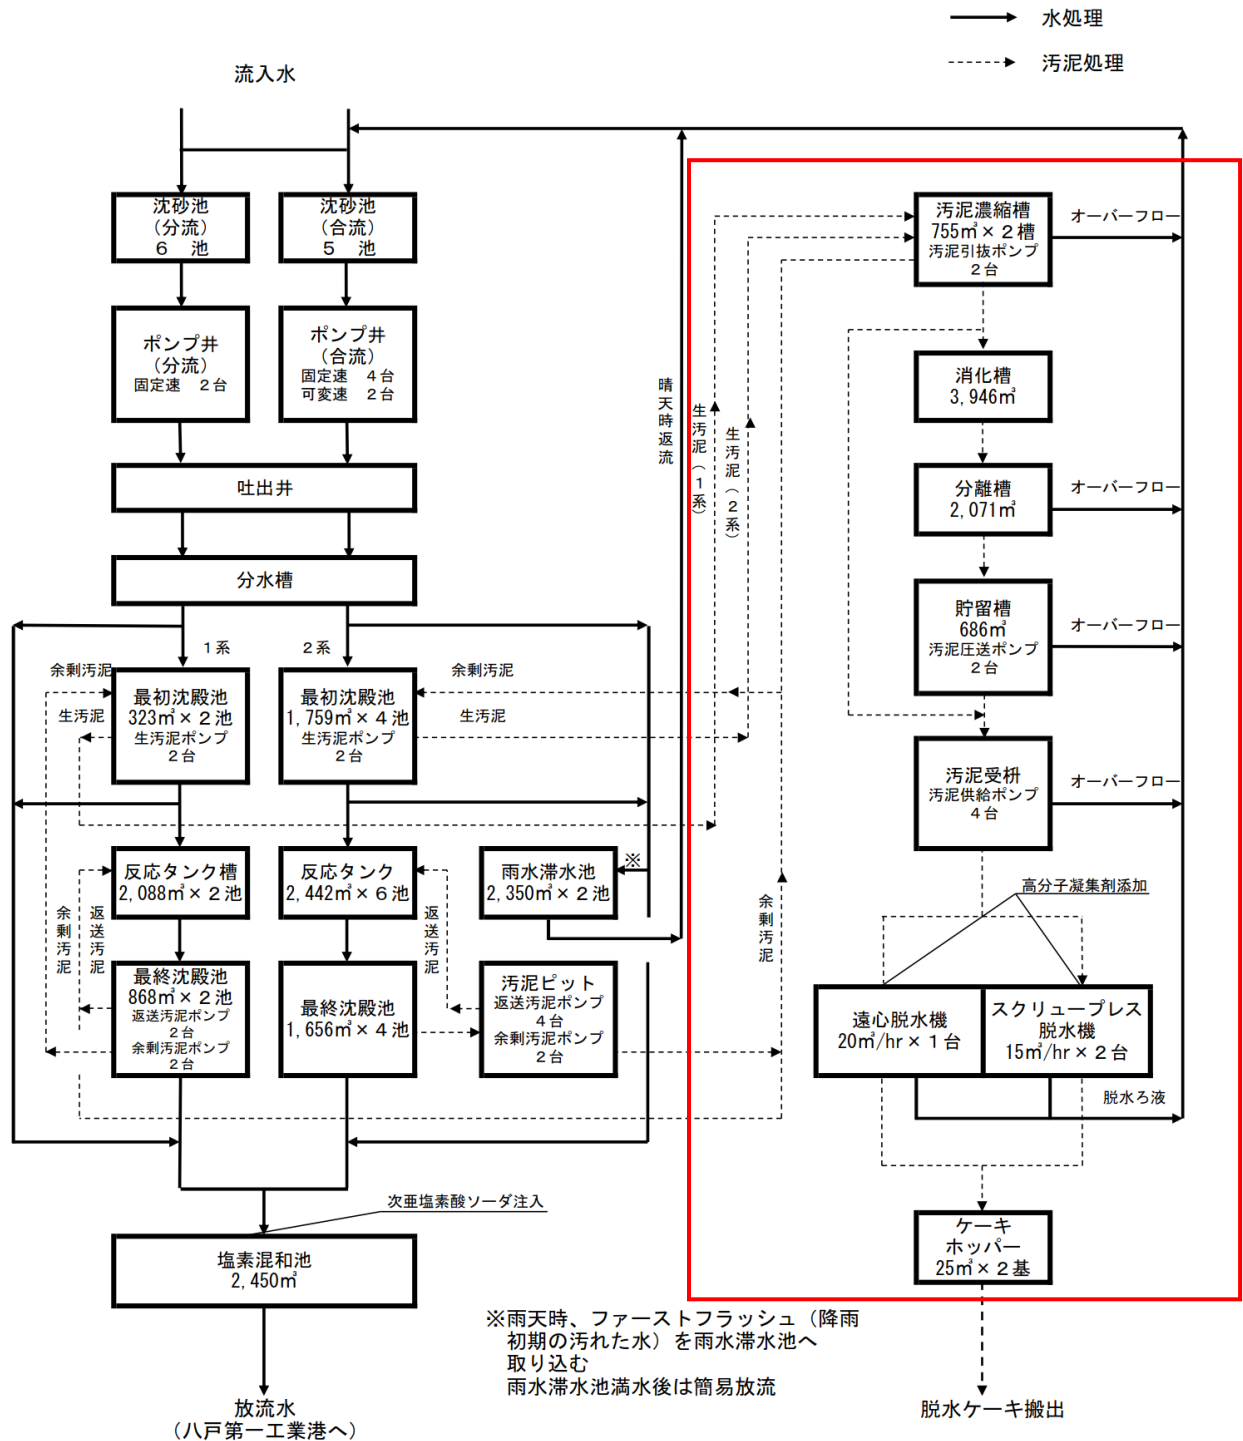 水処理
汚泥処理
流入水
沈砂池
（分流）
６　池
沈砂池
（合流）
５　池
ポンプ井
（分流）
固定速　２台
ポンプ井
（合流）
固定速　４台
可変速　２台
吐出井
分水槽
１系
２系
余剰汚泥
生汚泥
最初沈殿池
323㎥×２池
生汚泥ポンプ
２台
最初沈殿池
1,759㎥×４池
生汚泥ポンプ
２台
余剰汚泥
生汚泥
反応タンク槽
2,088㎥×２池
反応タンク
2,442㎥×６池
雨水滞水池
2,350㎥×２池
※
余剰汚泥
返送汚泥
返送汚泥
最終沈殿池
868㎥×２池
返送汚泥ポンプ
２台
余剰汚泥ポンプ
２台
最終沈殿池
1,656㎥×４池
汚泥ピット
返送汚泥ポンプ
４台
余剰汚泥ポンプ
２台
次亜塩素酸ソーダ注入
塩素混和池
2,450㎥
放流水
（八戸第一工業港へ）
晴天時返流
生汚泥（１系）
生汚泥（２系）
余剰汚泥
汚泥濃縮槽
755㎥×２槽
汚泥引抜ポンプ
２台
オーバーフロー
消化槽
3,946㎥
分離槽
2,071㎥
オーバーフロー
貯留槽
686㎥
汚泥圧送ポンプ
２台
オーバーフロー
汚泥受枡
汚泥供給ポンプ
４台
オーバーフロー
高分子凝集剤添加
遠心脱水機
20㎥/hr×１台
スクリュープレス
脱水機
15㎥/hr×２台
脱水ろ液
ケーキ
ホッパー
25㎥×２基
脱水ケーキ搬出
※雨天時、ファーストフラッシュ（降雨
初期の汚れた水）を雨水滞水池へ
取り込む
雨水滞水池満水後は簡易放流